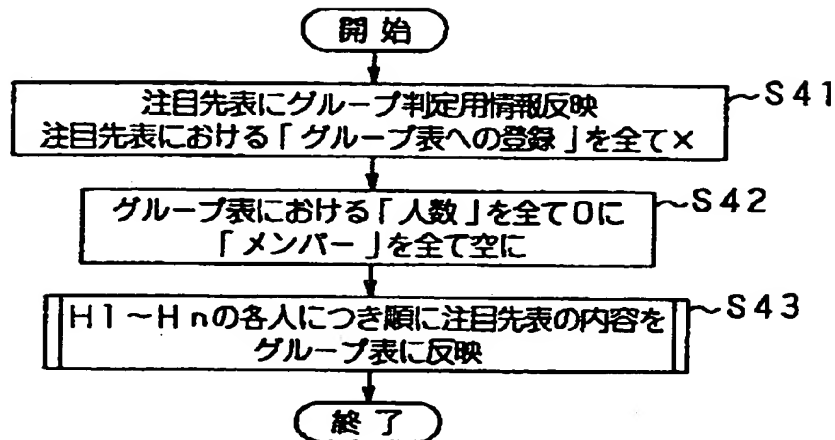 開始
注目先表にグループ判定用情報反映
注目先表における「グループ表への登録」を全て×
~S41
グループ表における「人数」を全て0に
「メンバー」を全て空に
~S42
H1~Hnの各人につき順に注目先表の内容を
グループ表に反映
~S43
終了